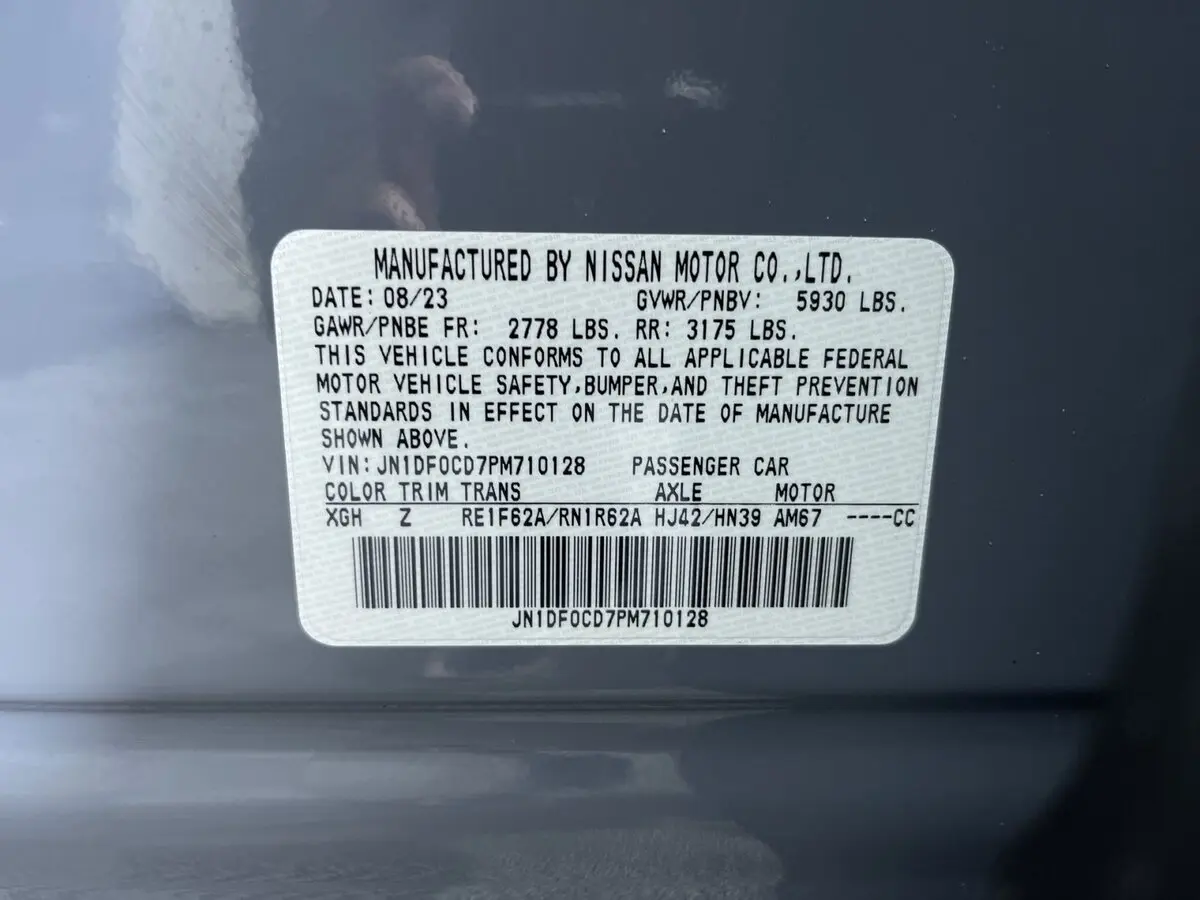 MANUFACTURED BY NISSAN MOTOR CO.,LTD.
DATE: 08/23 GVWR/PNBV: 5930 LBS.
GAWR/PNBE FR: 2778 LBS. RR: 3175 LBS.
THIS VEHICLE CONFORMS TO ALL APPLICABLE FEDERAL
MOTOR VEHICLE SAFETY,BUMPER,AND THEFT PREVENTION
STANDARDS IN EFFECT ON THE DATE OF MANUFACTURE
SHOWN ABOVE.
VIN:JN1DF0CD7PM710128 PASSENGER CAR
COLOR TRIM TRANS AXLE MOTOR
XGH Z RE1F62A/RN1R62A HJ42/HN39 AM67 ----CC
JN1DF0CD7PM710128